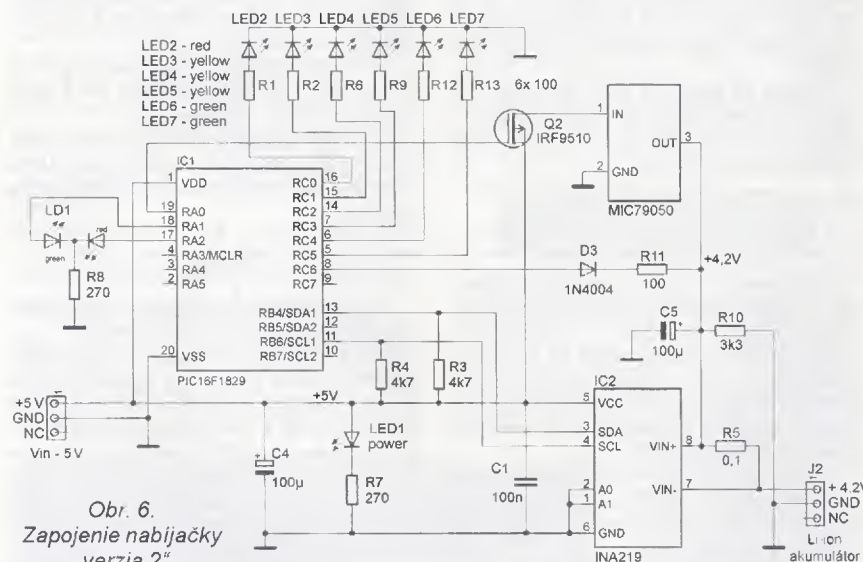 LED2 LED3 LED4 LED5 LED6 LED7
LED2 - red
LED3 - yellow
LED4 - yellow
LED5 - yellow
LED6 - green
LED7 - green
R1 R2 R6 R9 R12 R13
6x 100
Q2
IRF9510
1 IN
OUT 3
2 GND
MIC79050
IC1
1 VDD
19 RA0
18 RA1
17 RA2
4 RA3/MCLR
3 RA4
2 RA5
20 VSS
RC0 16
RC1 15
RC2 14
RC3 7
RC4 6
RC5 5
RC6 8
RC7 9
RB4/SDA1 13
RB5/SDA2 12
RB6/SCL1 11
RB7/SCL2 10
PIC16F1829
LD1
red
green
R8
270
D3
1N4004
R11
100
+4,2V
C5
+
100µ
R10
3k3
R4
4k7
R3
4k7
+5 V
GND
NC
1
Vin - 5V
+5V
+
C4
100µ
LED1
power
R7
270
C1
100n
IC2
5 VCC
3 SDA
4 SCL
2 A0
1 A1
6 GND
VIN+ 8
VIN- 7
INA219
R5
0,1
J2
1
+ 4.2V
GND
NC
Li-ion
akumulátor
Obr. 6.
Zapojenie nabíjačky
verzia 2"